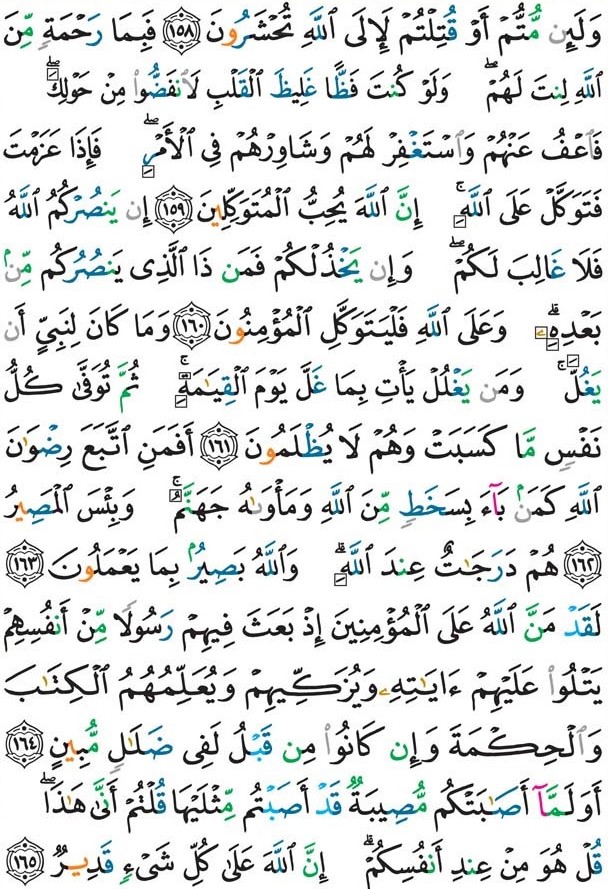 وَلَئِن مُّتُّمْ أَوْ قُتِلْتُمْ لَإِلَى ٱللَّهِ تُحْشَرُونَ ١٥٨ فَبِمَا رَحْمَةٍ مِّنَ
ٱللَّهِ لِنتَ لَهُمْ ۖ وَلَوْ كُنتَ فَظًّا غَلِيظَ ٱلْقَلْبِ لَٱنفَضُّوا۟ مِنْ حَوْلِكَ ۖ
فَٱعْفُ عَنْهُمْ وَٱسْتَغْفِرْ لَهُمْ وَشَاوِرْهُمْ فِى ٱلْأَمْرِ ۖ فَإِذَا عَزَمْتَ
فَتَوَكَّلْ عَلَى ٱللَّهِ ۚ إِنَّ ٱللَّهَ يُحِبُّ ٱلْمُتَوَكِّلِينَ ١٥٩ إِن يَنصُرْكُمُ ٱللَّهُ
فَلَا غَالِبَ لَكُمْ ۖ وَإِن يَخْذُلْكُمْ فَمَن ذَا ٱلَّذِى يَنصُرُكُم مِّنۢ
بَعْدِهِۦ ۗ وَعَلَى ٱللَّهِ فَلْيَتَوَكَّلِ ٱلْمُؤْمِنُونَ ١٦٠ وَمَا كَانَ لِنَبِىٍّ أَن
يَغُلَّ ۚ وَمَن يَغْلُلْ يَأْتِ بِمَا غَلَّ يَوْمَ ٱلْقِيَـٰمَةِ ۚ ثُمَّ تُوَفَّىٰ كُلُّ
نَفْسٍ مَّا كَسَبَتْ وَهُمْ لَا يُظْلَمُونَ ١٦١ أَفَمَنِ ٱتَّبَعَ رِضْوَٰنَ
ٱللَّهِ كَمَنۢ بَآءَ بِسَخَطٍ مِّنَ ٱللَّهِ وَمَأْوَىٰهُ جَهَنَّمُ ۚ وَبِئْسَ ٱلْمَصِيرُ
١٦٢ هُمْ دَرَجَـٰتٌ عِندَ ٱللَّهِ ۗ وَٱللَّهُ بَصِيرٌۢ بِمَا يَعْمَلُونَ ١٦٣
لَقَدْ مَنَّ ٱللَّهُ عَلَى ٱلْمُؤْمِنِينَ إِذْ بَعَثَ فِيهِمْ رَسُولًا مِّنْ أَنفُسِهِمْ
يَتْلُوا۟ عَلَيْهِمْ ءَايَـٰتِهِۦ وَيُزَكِّيهِمْ وَيُعَلِّمُهُمُ ٱلْكِتَـٰبَ
وَٱلْحِكْمَةَ وَإِن كَانُوا۟ مِن قَبْلُ لَفِى ضَلَـٰلٍ مُّبِينٍ ١٦٤
أَوَلَمَّآ أَصَـٰبَتْكُم مُّصِيبَةٌ قَدْ أَصَبْتُم مِّثْلَيْهَا قُلْتُمْ أَنَّىٰ هَـٰذَا ۖ
قُلْ هُوَ مِنْ عِندِ أَنفُسِكُمْ ۗ إِنَّ ٱللَّهَ عَلَىٰ كُلِّ شَىْءٍ قَدِيرٌ ١٦٥